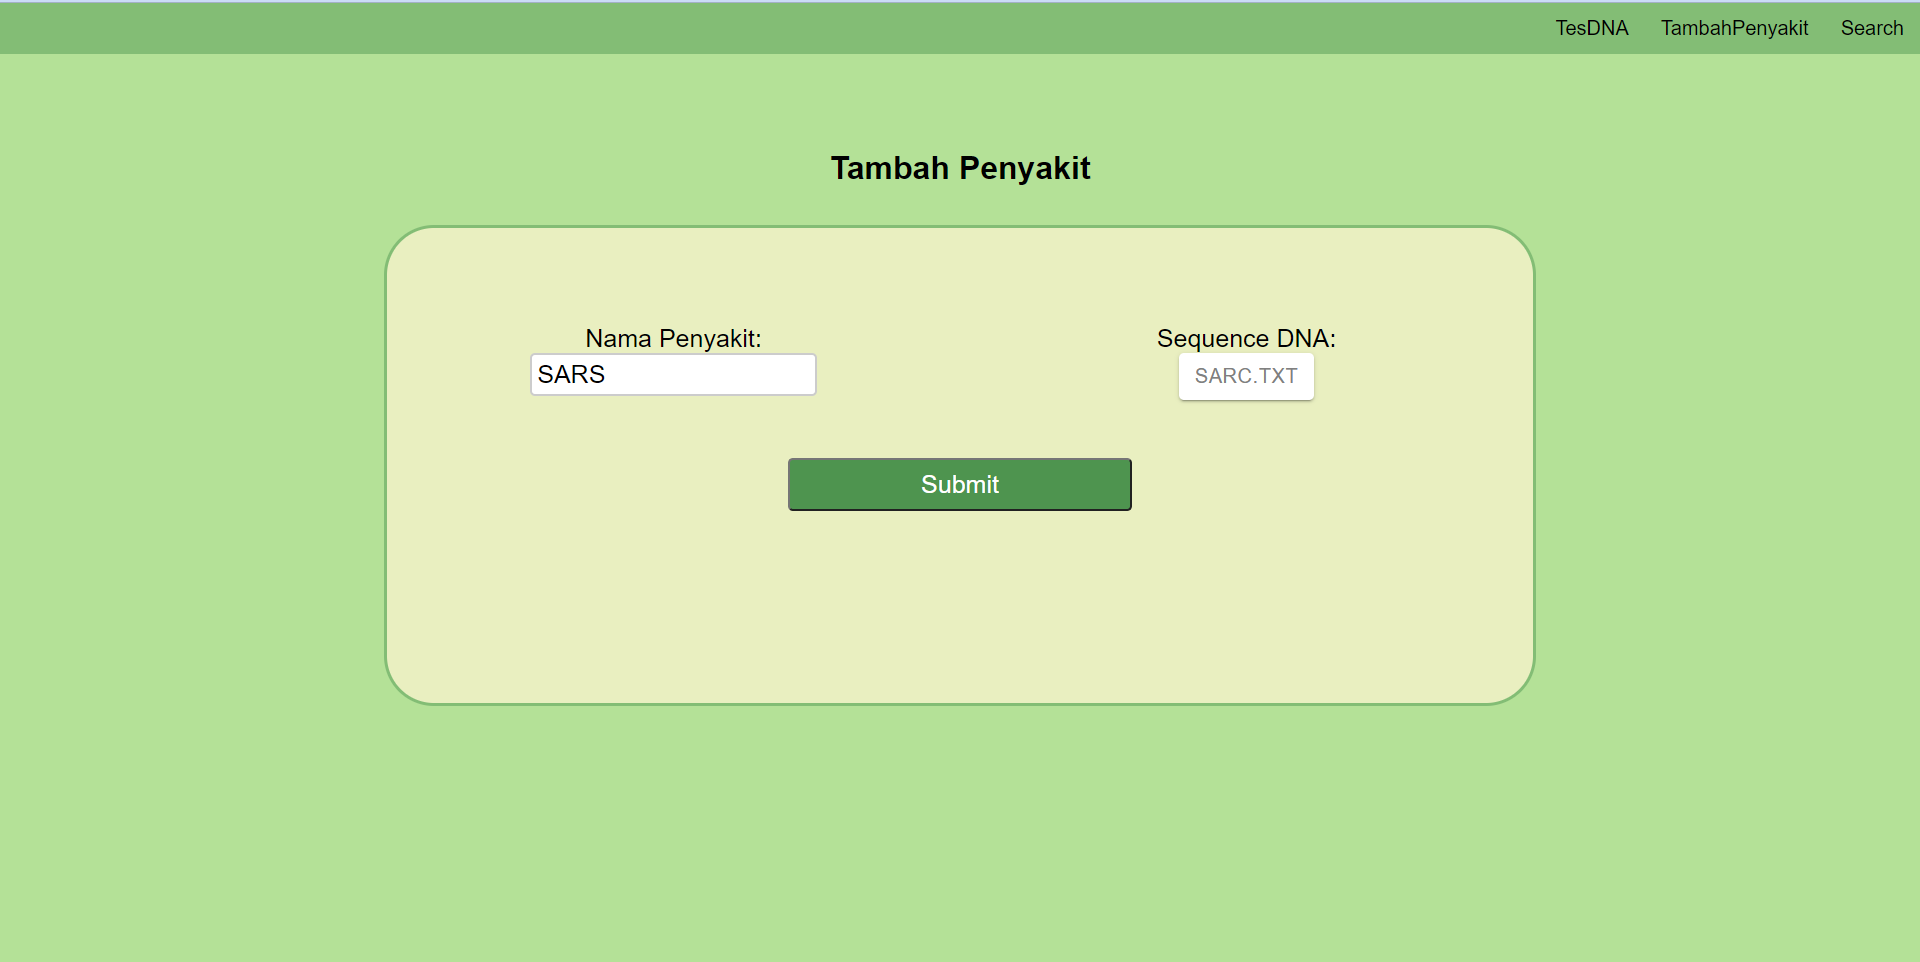 TesDNA TambahPenyakit Search
Tambah Penyakit
Nama Penyakit: Sequence DNA:
SARS SARC.TXT
Submit